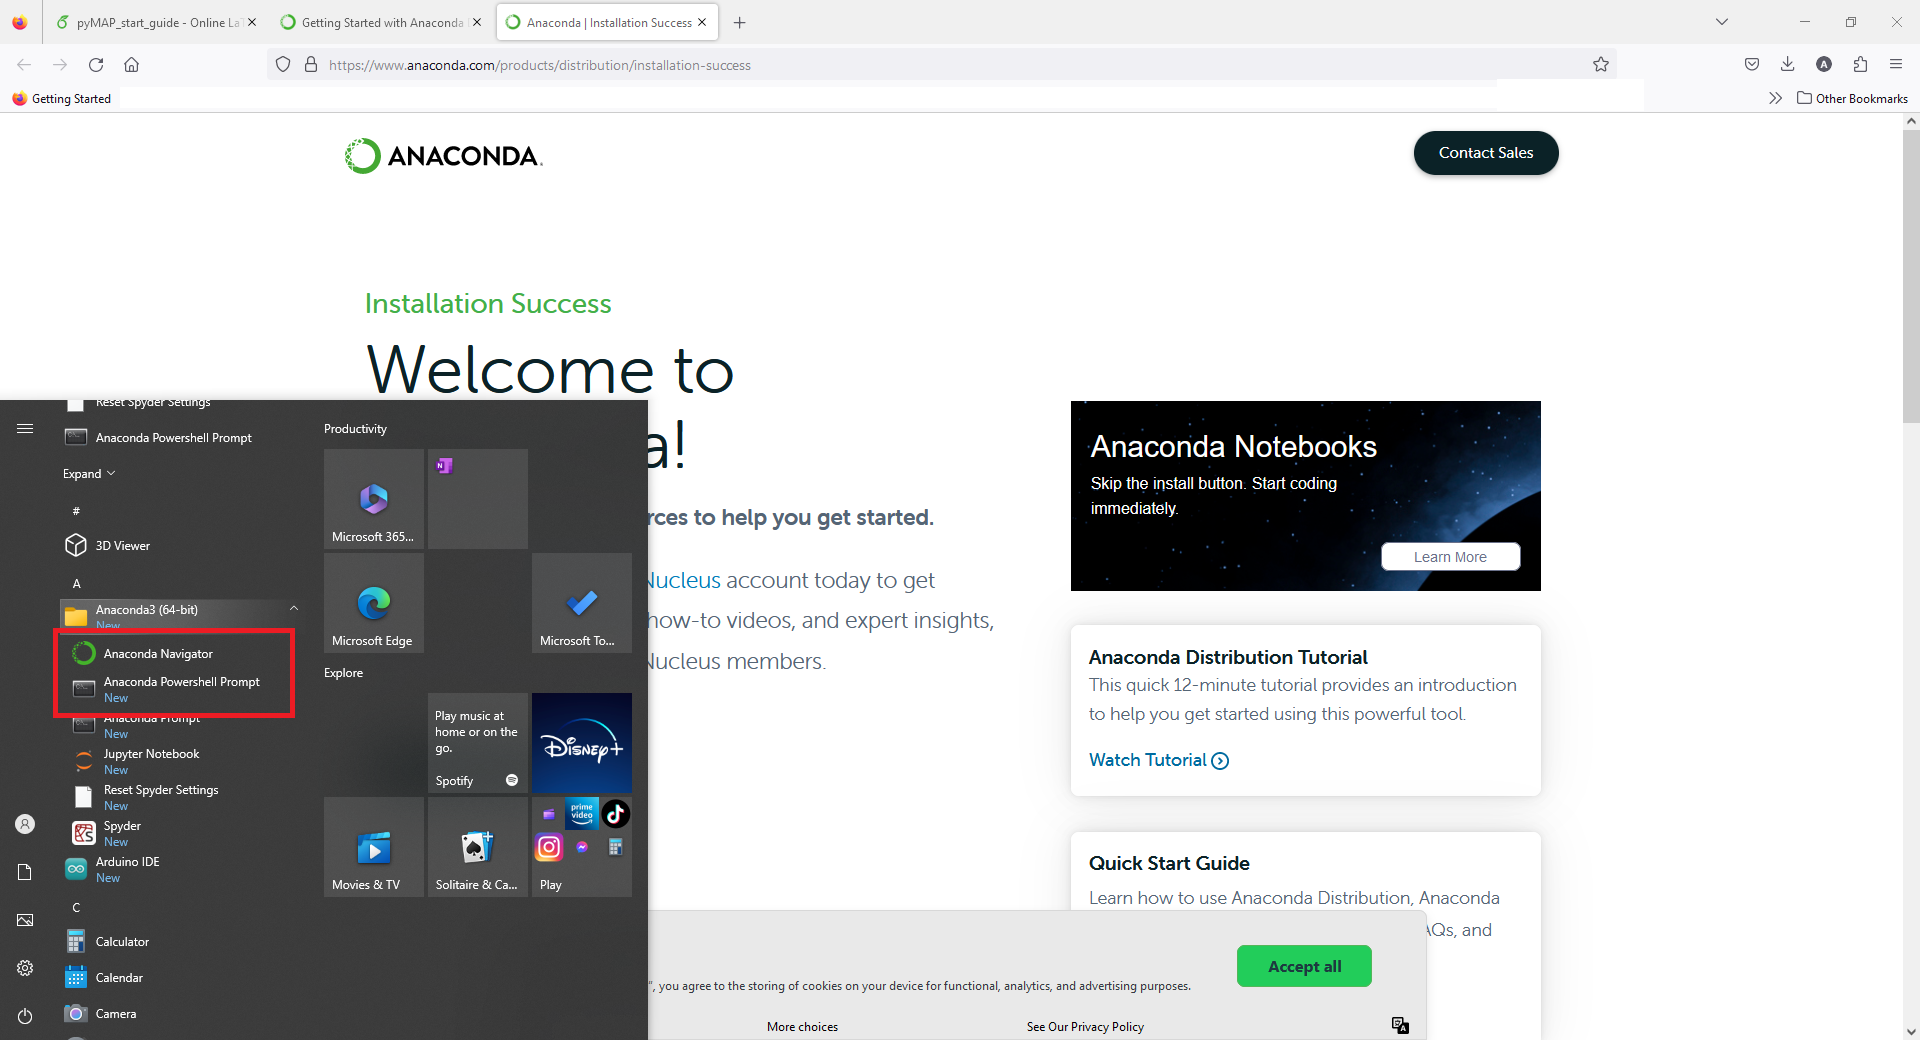 pyMAP_start_guide - Online LaT
Getting Started with Anaconda
Anaconda | Installation Success
https://www.anaconda.com/products/distribution/installation-success
A
Getting Started
Other Bookmarks
ANACONDA.
Contact Sales
Installation Success
Welcome to
a!
rces to help you get started.
Nucleus account today to get
how-to videos, and expert insights,
Nucleus members.
Anaconda Notebooks
Skip the install button. Start coding
immediately.
Learn More
Anaconda Distribution Tutorial
This quick 12-minute tutorial provides an introduction
to help you get started using this powerful tool.
Watch Tutorial
Quick Start Guide
Learn how to use Anaconda Distribution, Anaconda
AQs, and
", you agree to the storing of cookies on your device for functional, analytics, and advertising purposes.
Accept all
More choices
See Our Privacy Policy
Reset Spyder Settings
Anaconda Powershell Prompt
Expand
#
3D Viewer
A
Anaconda3 (64-bit)
New
Anaconda Navigator
Anaconda Powershell Prompt
New
Anaconda Prompt
New
Jupyter Notebook
New
Reset Spyder Settings
New
Spyder
New
Arduino IDE
New
C
Calculator
Calendar
Camera
Productivity
Microsoft 365...
Microsoft Edge
Microsoft To...
Explore
Play music at
home or on the
go.
Spotify
Disney+
Movies & TV
Solitaire & Ca...
prime
video
Play